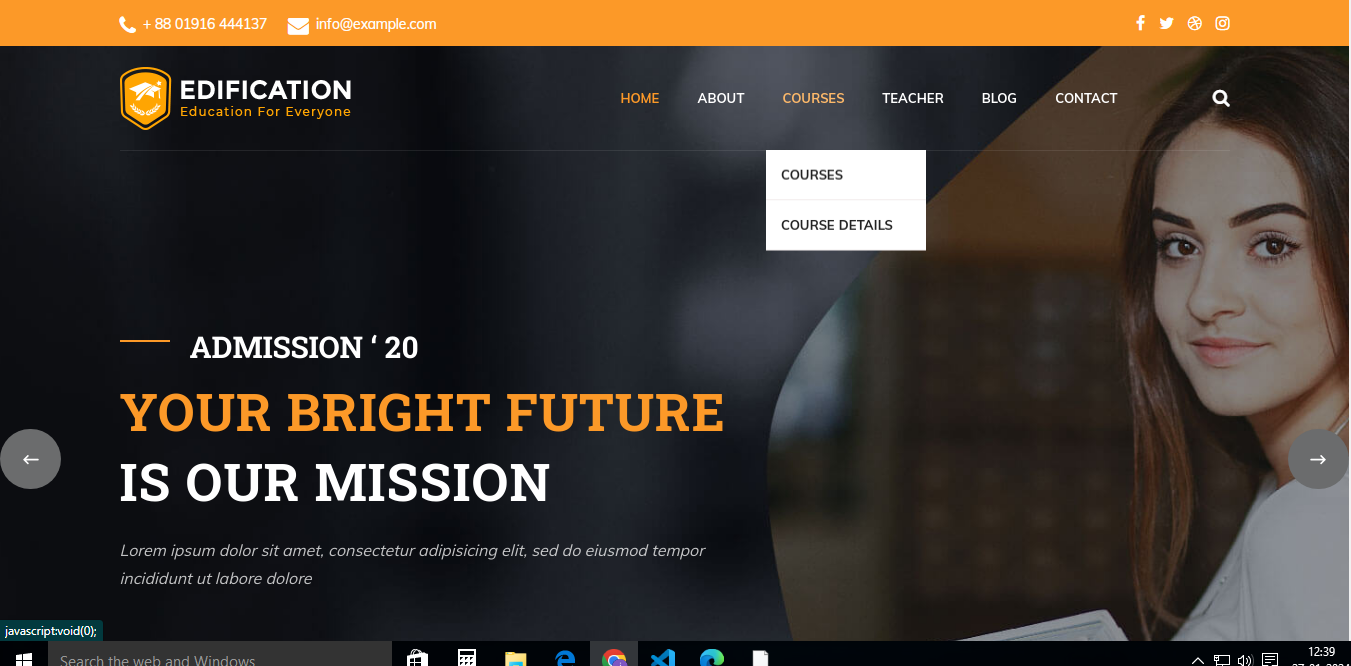 + 88 01916 444137
info@example.com
EDIFICATION
Education For Everyone
HOME
ABOUT
COURSES
TEACHER
BLOG
CONTACT
COURSES
COURSE DETAILS
ADMISSION ‘ 20
YOUR BRIGHT FUTURE
IS OUR MISSION
Lorem ipsum dolor sit amet, consectetur adipisicing elit, sed do eiusmod tempor
incididunt ut labore dolore
javascript:void(0);
Search the web and Windows
12:39